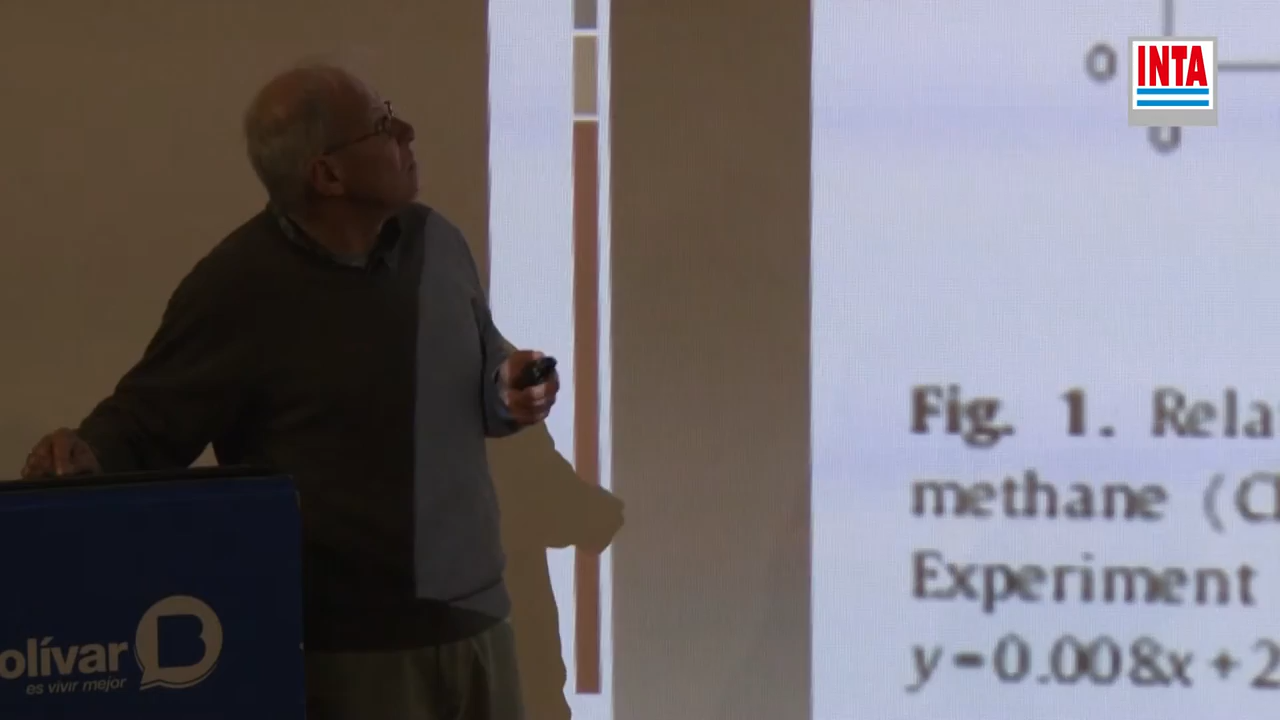 INTA
0
0
Fig. 1. Rela
methane (C
Experiment
y=0.008x+2
olívar
B
es vivir mejor